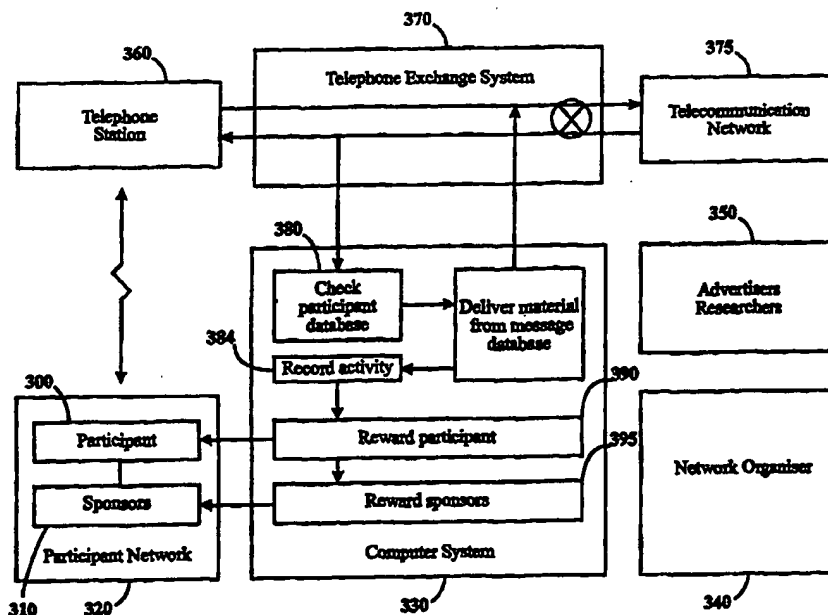 370
360
375
Telephone Exchange System
Telephone
Station
Telecommunication
Network
350
380
Check
participant
database
Deliver material
from message
database
Advertisers
Researchers
384
Record activity
300
390
Participant
Reward participant
395
Network Organiser
Sponsors
Reward sponsors
Participant Network
Computer System
310
320
330
340